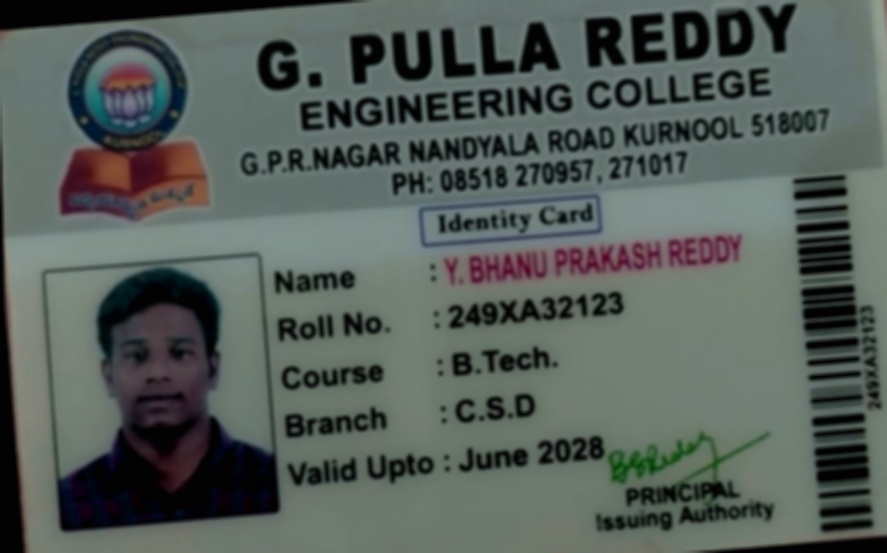 G. PULLA REDDY
ENGINEERING COLLEGE
G.P.R.NAGAR NANDYALA ROAD KURNOOL 518007
PH: 08518 270957, 271017
KURNOOL
Identity Card
Name : Y. BHANU PRAKASH REDDY
Roll No. : 249XA32123
Course : B.Tech.
Branch : C.S.D
Valid Upto : June 2028
PRINCIPAL
Issuing Authority
249XA32123